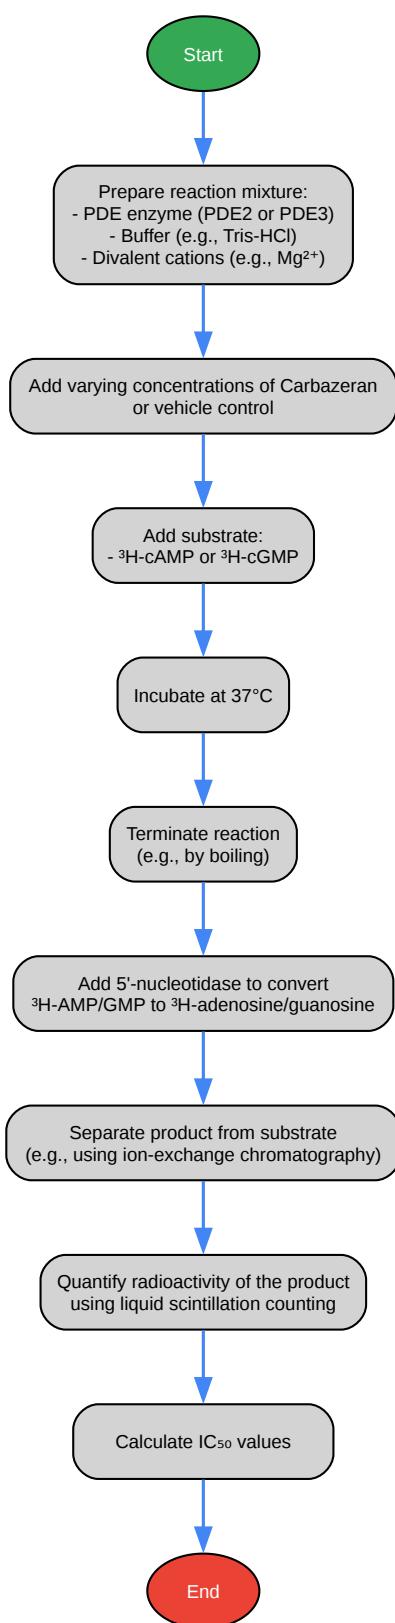 Start
Prepare reaction mixture:
- PDE enzyme (PDE2 or PDE3)
- Buffer (e.g., Tris-HCl)
- Divalent cations (e.g., Mg²⁺)
Add varying concentrations of Carbazeran
or vehicle control
Add substrate:
- ³H-cAMP or ³H-cGMP
Incubate at 37°C
Terminate reaction
(e.g., by boiling)
Add 5'-nucleotidase to convert
³H-AMP/GMP to ³H-adenosine/guanosine
Separate product from substrate
(e.g., using ion-exchange chromatography)
Quantify radioactivity of the product
using liquid scintillation counting
Calculate IC₅₀ values
End